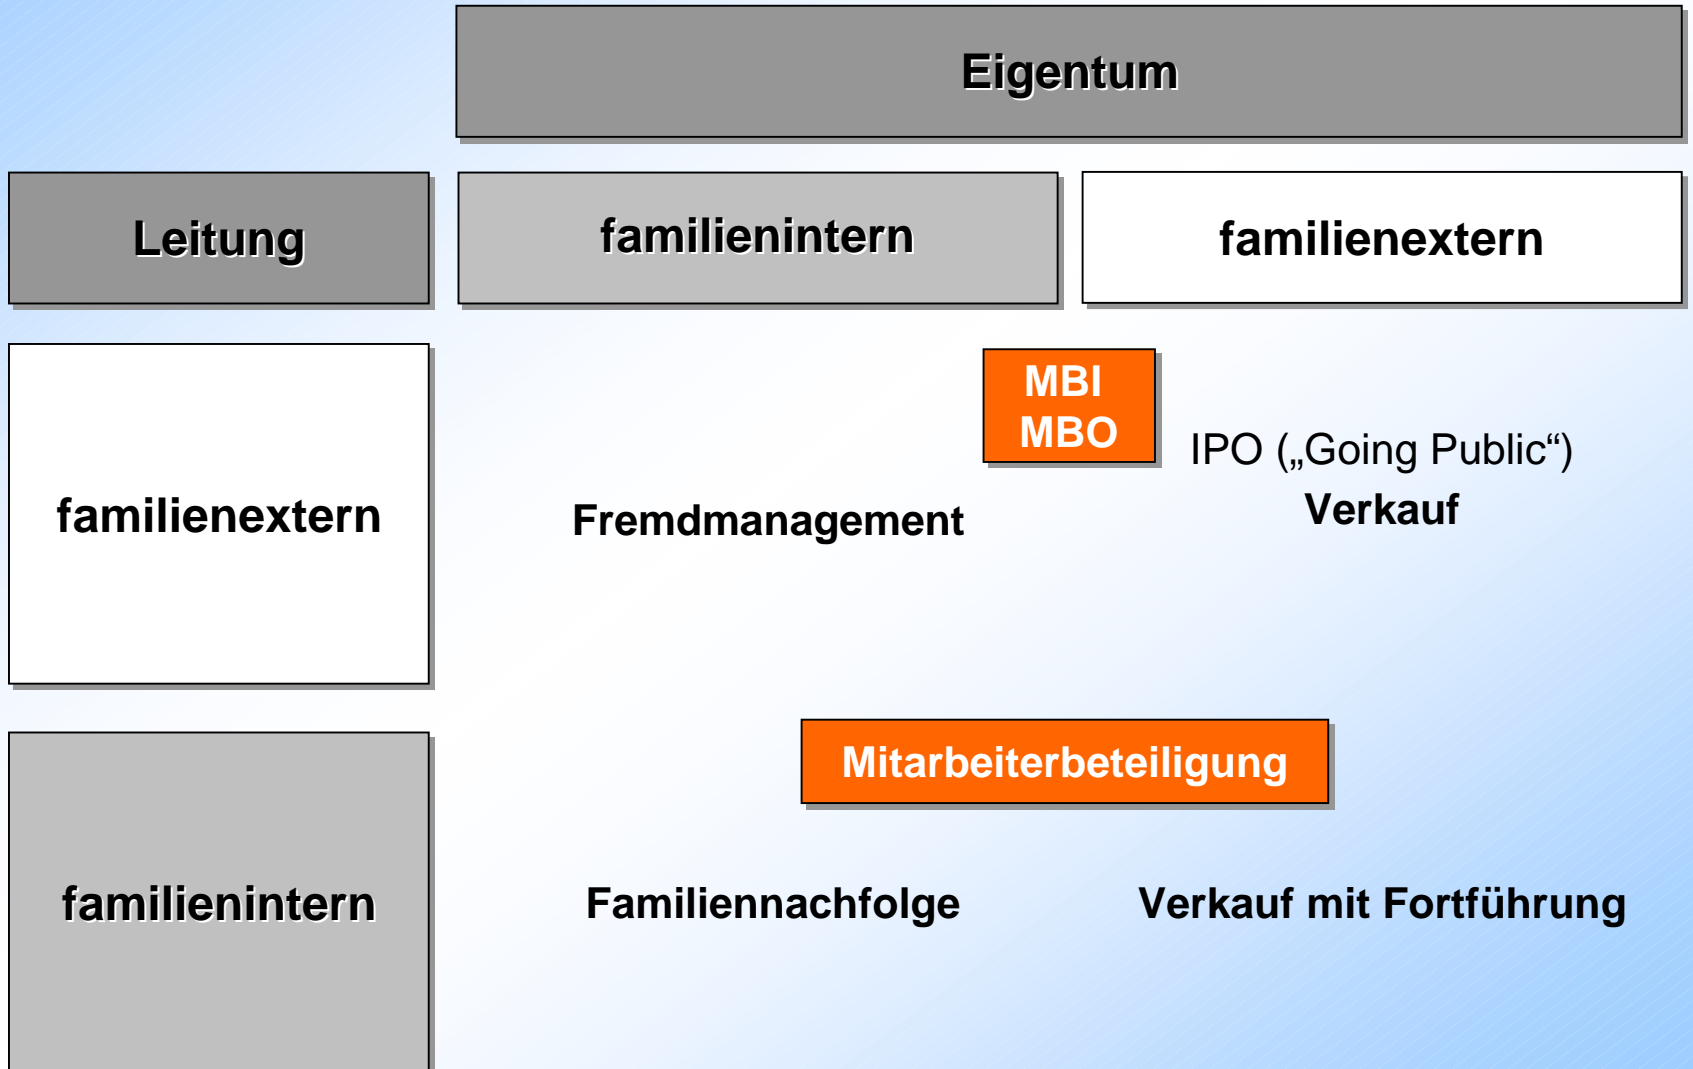 Eigentum
Leitung
familienintern
familienextern
MBI
MBO
IPO („Going Public“)
Verkauf
familienextern
Fremdmanagement
Mitarbeiterbeteiligung
familienintern
Familiennachfolge
Verkauf mit Fortführung